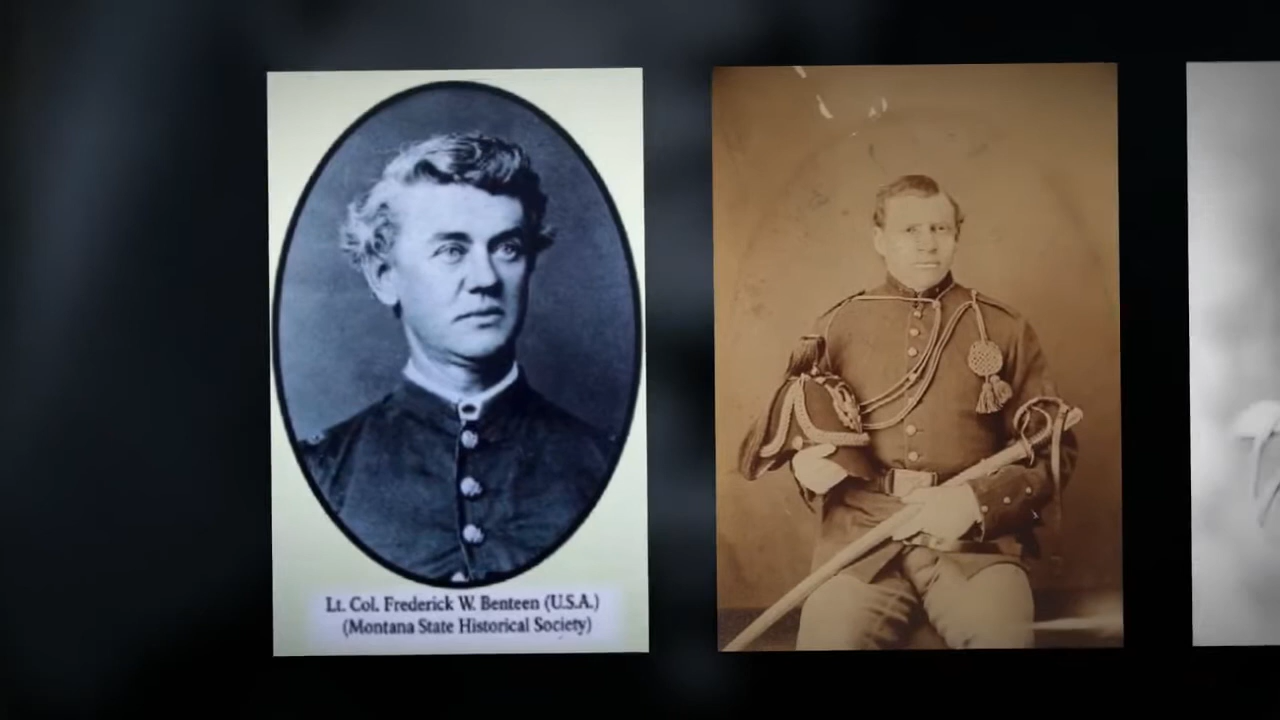 Lt. Col. Frederick W. Benteen (U.S.A.)
(Montana State Historical Society)